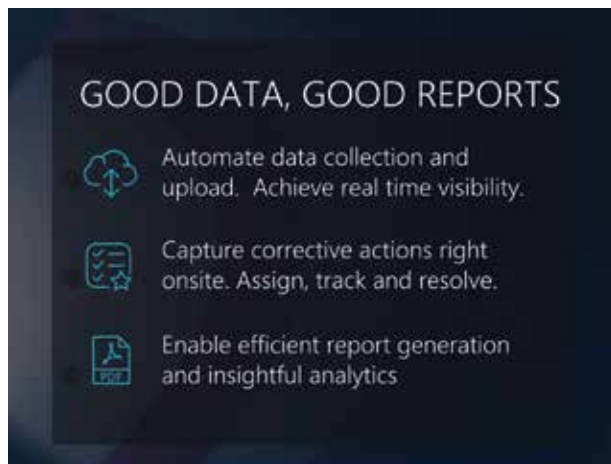 GOOD DATA, GOOD REPORTS
Automate data collection and
upload. Achieve real time visibility.
Capture corrective actions right
onsite. Assign, track and resolve.
Enable efficient report generation
and insightful analytics
PDF